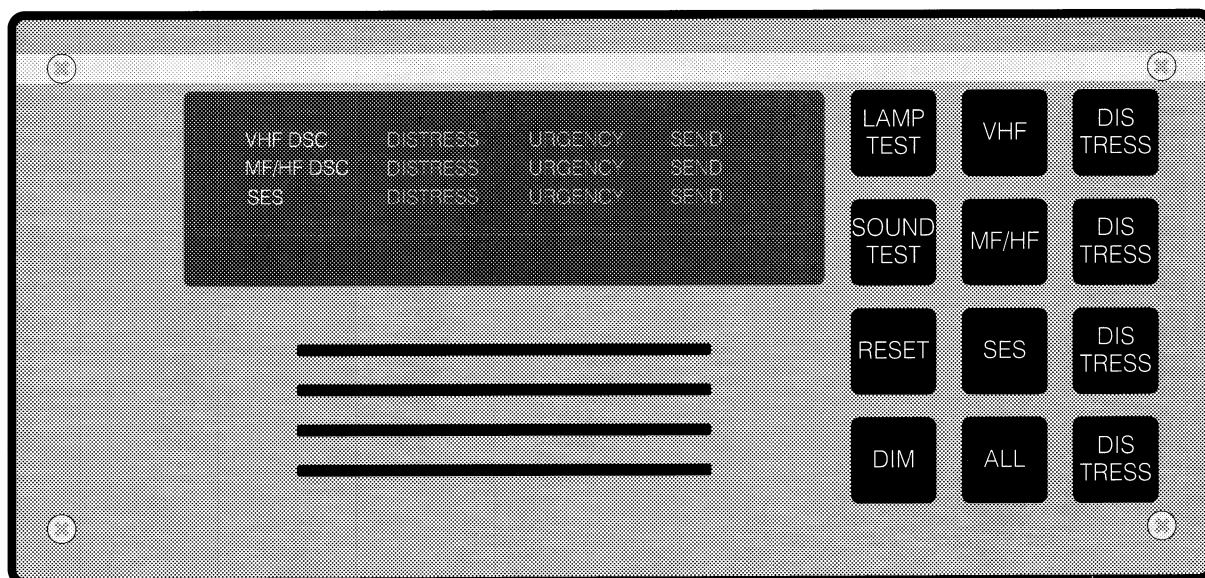 VHF DSC DISTRESS URGENCY SEND
MF/HF DSC DISTRESS URGENCY SEND
SES DISTRESS URGENCY SEND
LAMP
TEST
VHF
DIS
TRESS
SOUND
TEST
MF/HF
DIS
TRESS
RESET
SES
DIS
TRESS
DIM
ALL
DIS
TRESS